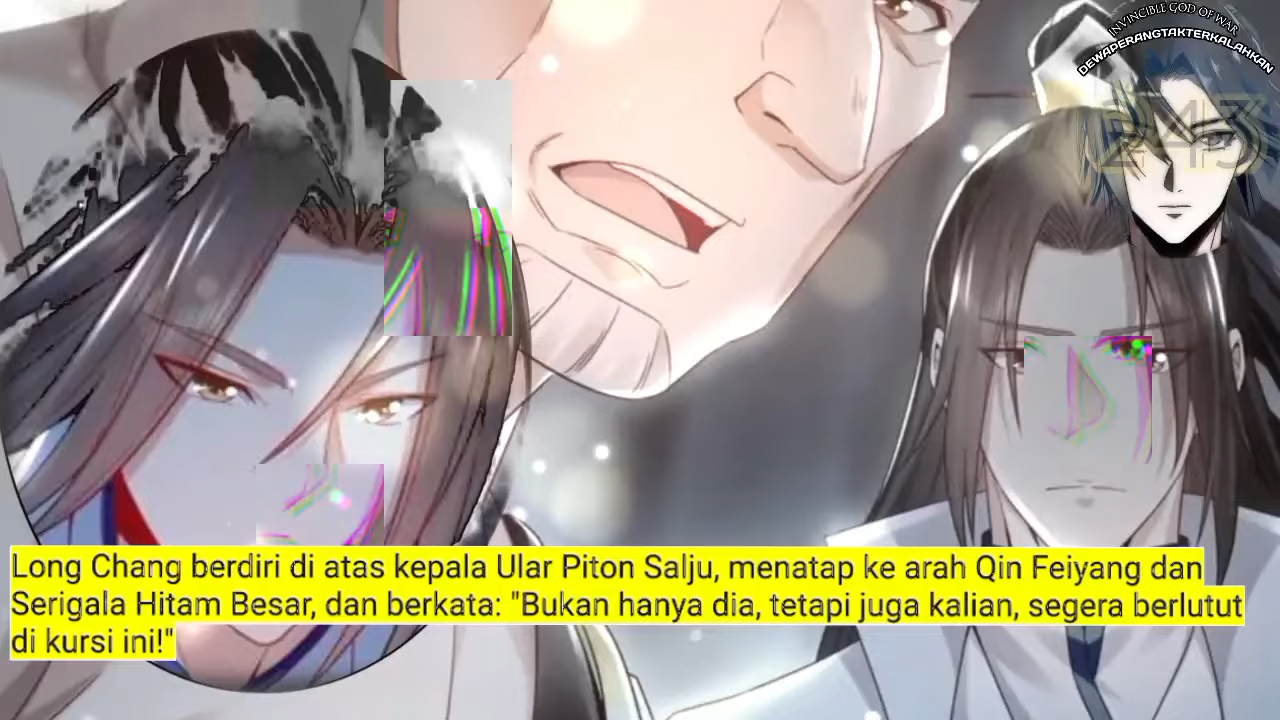 INVINCIBLE GOD OF WAR
DEWAPERANGTAKTERKALAHKAN
243
Long Chang berdiri di atas kepala Ular Piton Salju, menatap ke arah Qin Feiyang dan
Serigala Hitam Besar, dan berkata: "Bukan hanya dia, tetapi juga kalian, segera berlutut
di kursi ini!"